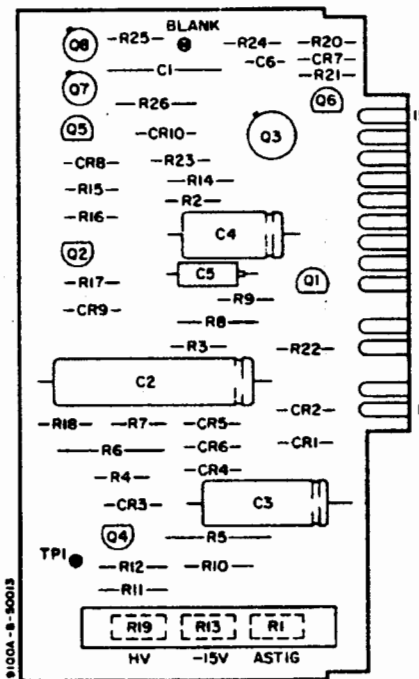 BLANK
Q8 -R25- -R24- -R20-
C1 -C6- -CR7-
-R21-
Q7 -R26- Q6
Q5 -CR10- Q3
-CR8- -R23-
-R15- -R14-
-R16- -R2-
C4
Q2 C5 Q1
-R17- -R9-
-CR9- -R8-
-R3- -R22-
C2
-CR2-
-R18- -R7- -CR5-
-R6- -CR6- -CR1-
-R4- -CR4-
-CR3- C3
Q4 -R5-
TP1 -R12- -R10-
-R11-
R19 R13 R1
HV -15V ASTIG
9100A-B-50013